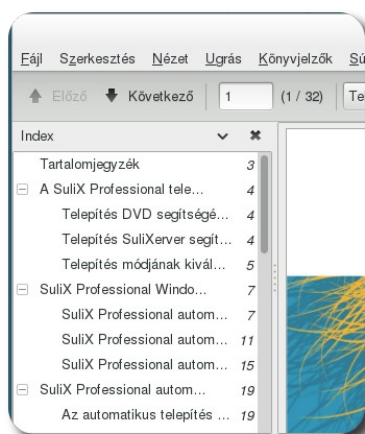 Fájl Szerkesztés Nézet Ugrás Könyvjelzők Sú
Előző Következő 1 (1 / 32) Tel
Index
Tartalomjegyzék 3
A SuliX Professional tele... 4
Telepítés DVD segítségé... 4
Telepítés SuliXerver segít... 4
Telepítés módjának kivál... 5
SuliX Professional Windo... 7
SuliX Professional autom... 7
SuliX Professional autom... 11
SuliX Professional autom... 15
SuliX Professional autom... 19
Az automatikus telepítés ... 19